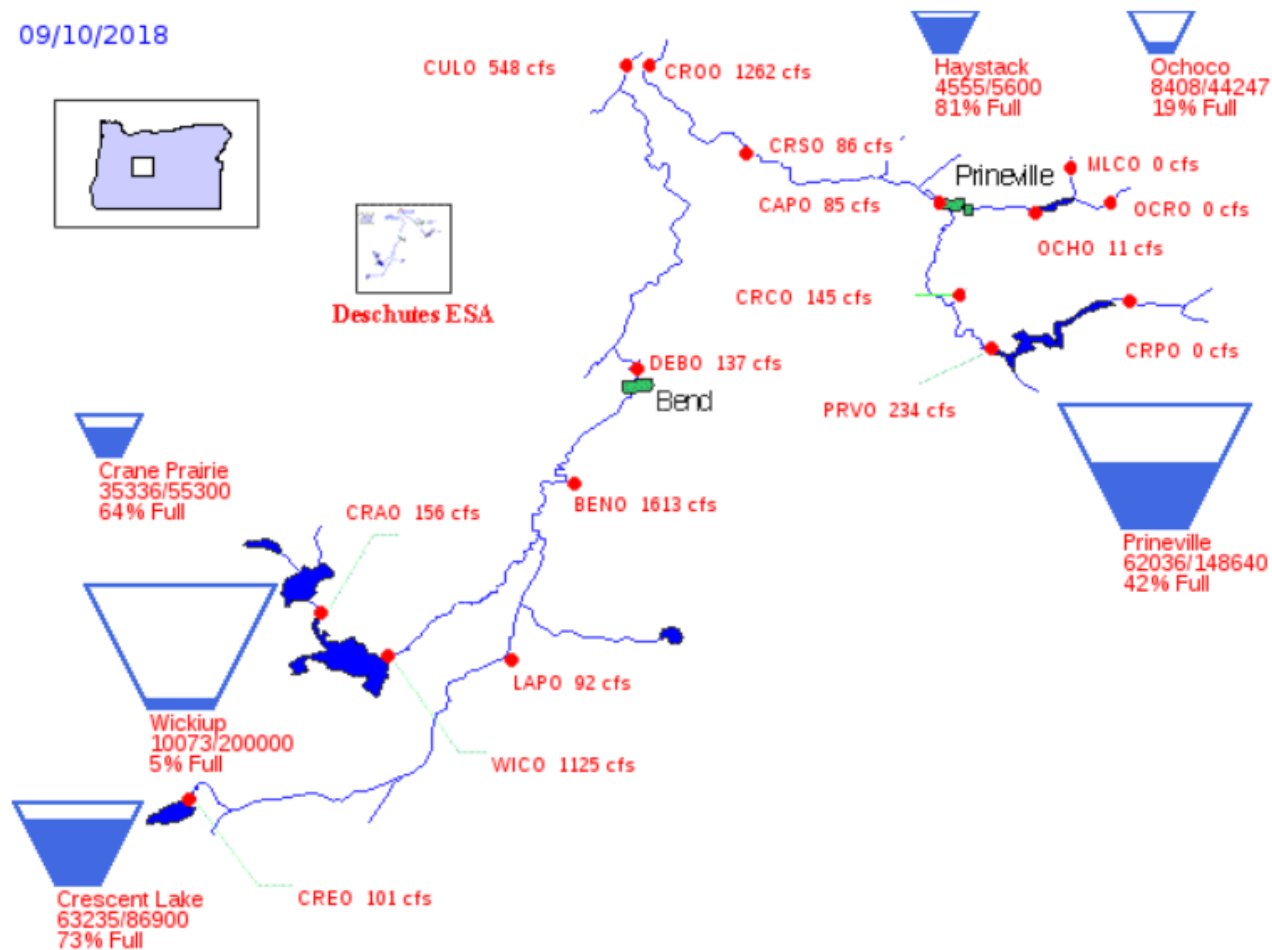 09/10/2018
CULO 548 cfs
CROO 1262 cfs
Haystack
4555/5600
81% Full
Ochoco
8408/44247
19% Full
CRSO 86 cfs
MLCO 0 cfs
Prineville
CAPO 85 cfs
OCRO 0 cfs
OCHO 11 cfs
Deschutes ESA
CRCO 145 cfs
CRPO 0 cfs
DEBO 137 cfs
Bend
PRVO 234 cfs
Crane Prairie
35336/55300
64% Full
CRAO 156 cfs
BENO 1613 cfs
Prineville
62036/148640
42% Full
LAPO 92 cfs
Wickiup
10073/200000
5% Full
WICO 1125 cfs
CREO 101 cfs
Crescent Lake
63235/86900
73% Full